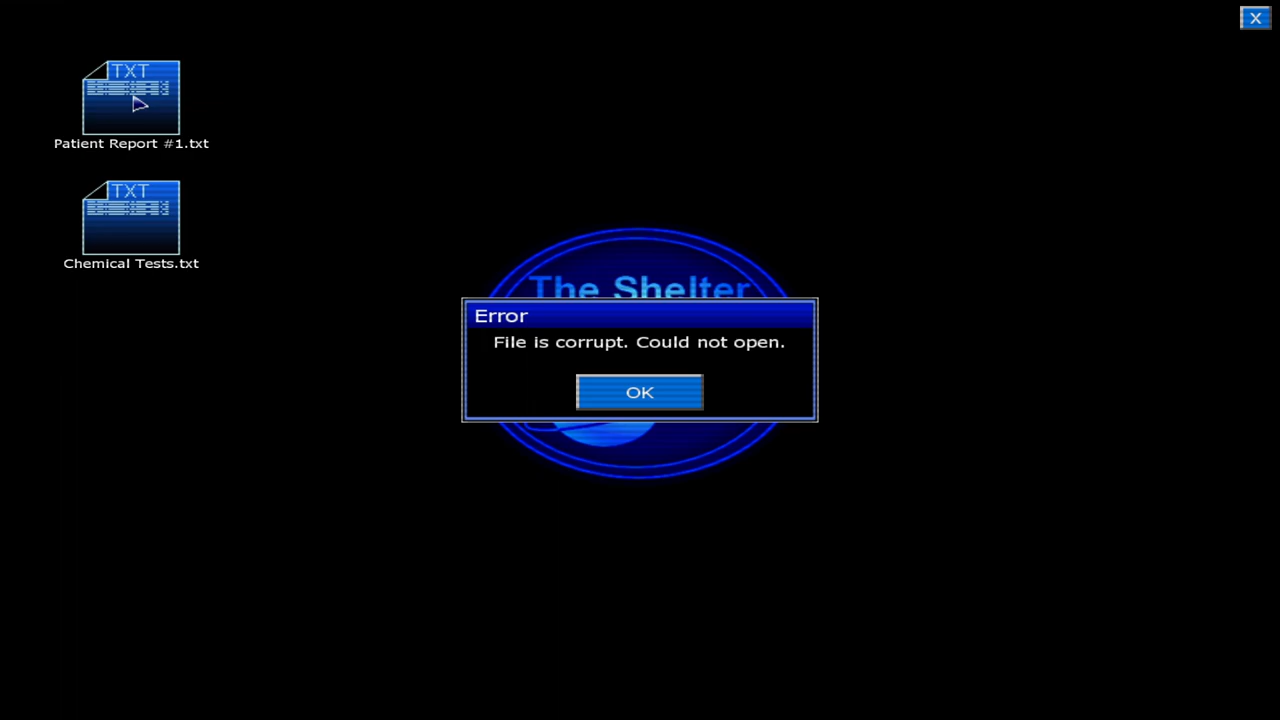 X
TXT
Patient Report #1.txt
TXT
Chemical Tests.txt
The Shelter
Error
File is corrupt. Could not open.
OK